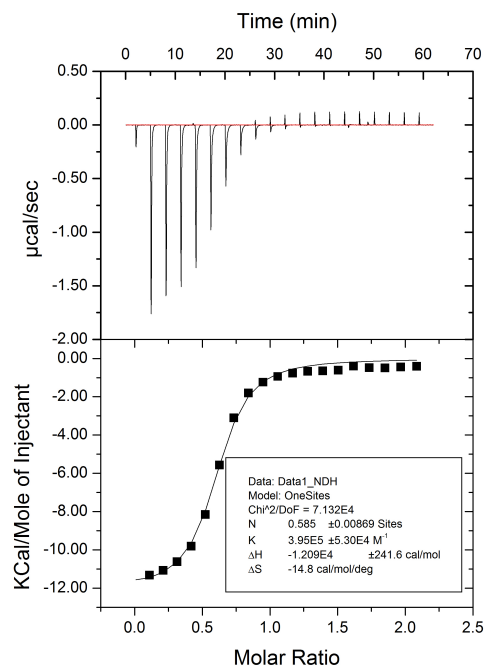 Time (min)
0 10 20 30 40 50 60 70
0.50
0.00
-0.50
-1.00
-1.50
-2.00
µcal/sec
0.00
-2.00
-4.00
-6.00
-8.00
-10.00
-12.00
KCal/Mole of Injectant
Data: Data1_NDH
Model: OneSites
Chi^2/DoF = 7.132E4
N 0.585 ±0.00869 Sites
K 3.95E5 ±5.30E4 M⁻¹
ΔH -1.209E4 ±241.6 cal/mol
ΔS -14.8 cal/mol/deg
0.0 0.5 1.0 1.5 2.0 2.5
Molar Ratio